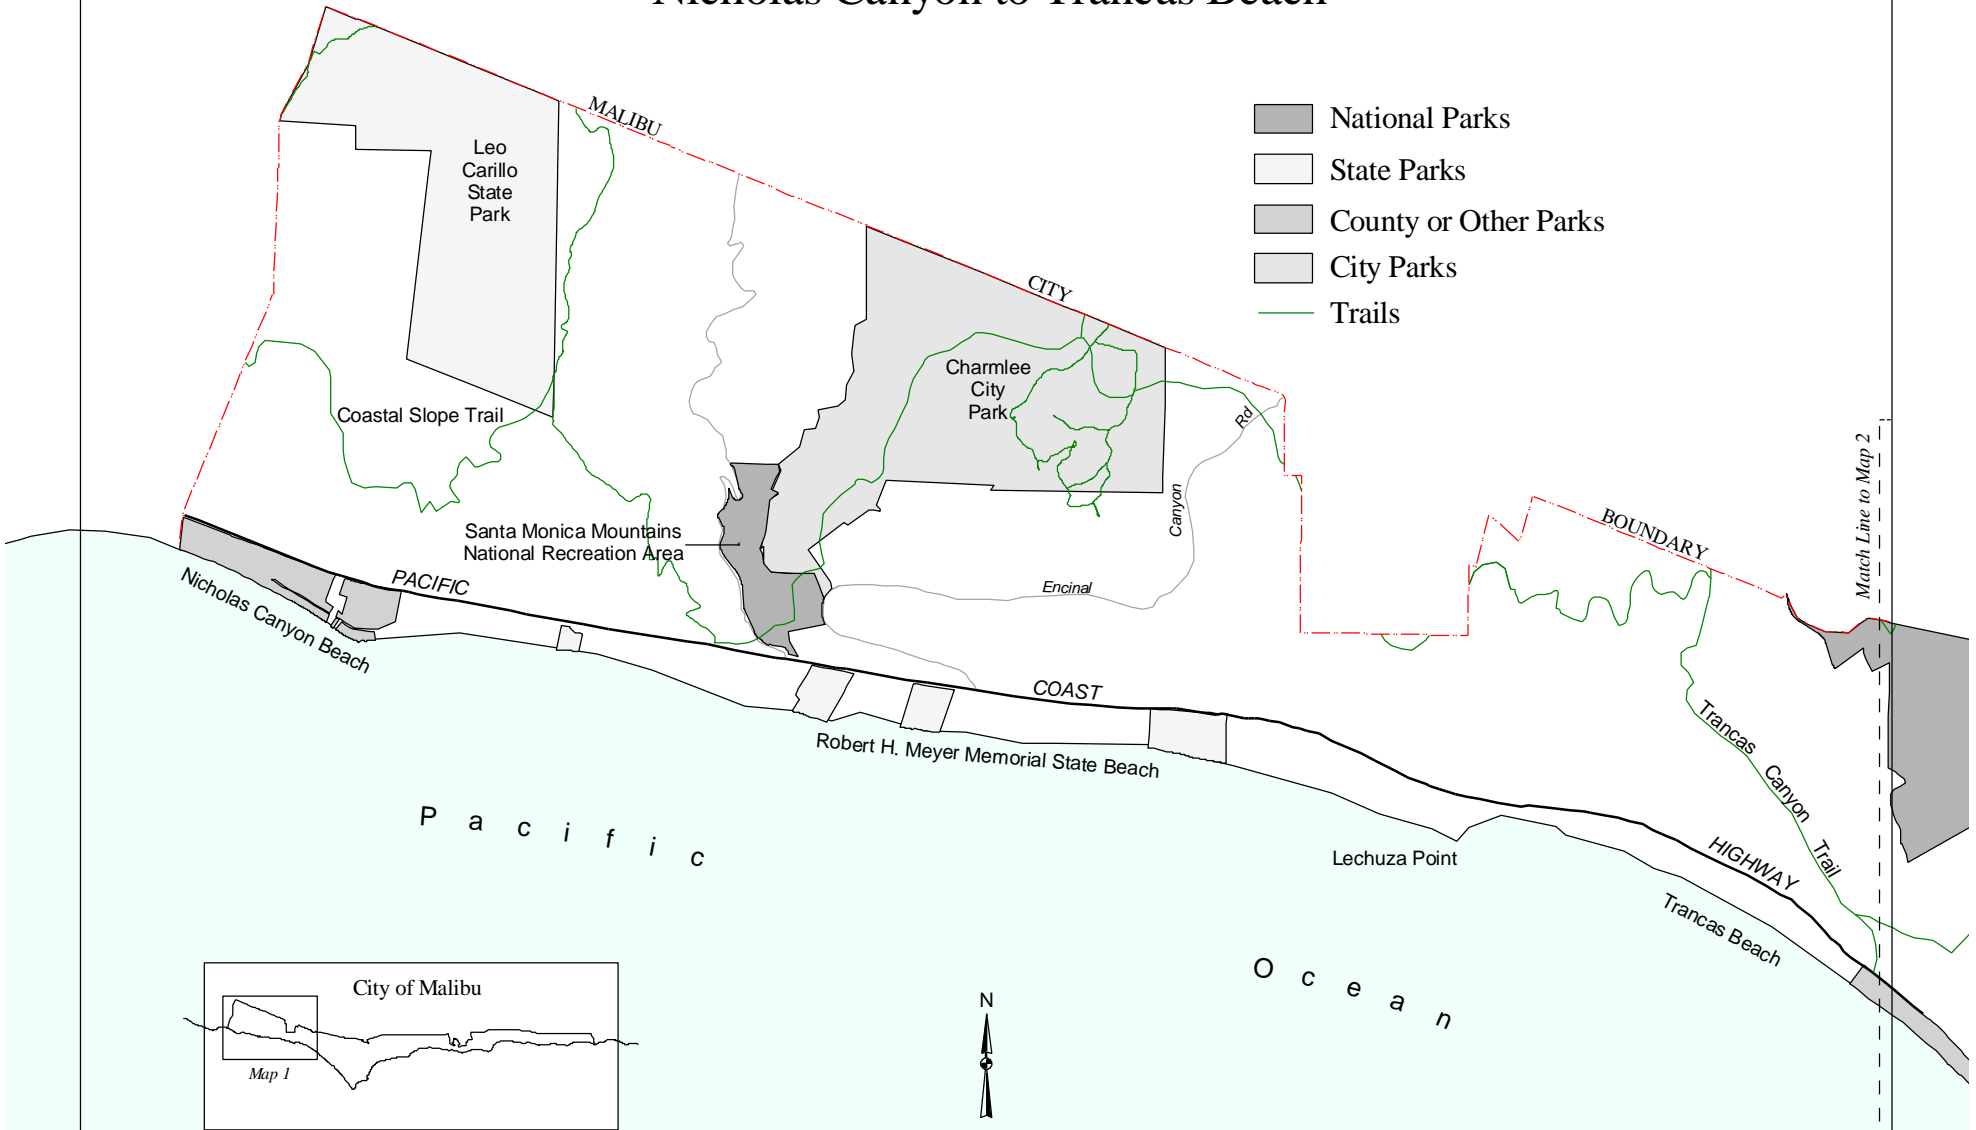 Nicholas Canyon to Trancas Beach
MALIBU
CITY
BOUNDARY
National Parks
State Parks
County or Other Parks
City Parks
Trails
Leo
Carillo
State
Park
Charmlee
City
Park
Coastal Slope Trail
Rd
Canyon
Encinal
Match Line to Map 2
Santa Monica Mountains
National Recreation Area
PACIFIC
COAST
HIGHWAY
Nicholas Canyon Beach
Robert H. Meyer Memorial State Beach
Trancas Canyon Trail
Lechuza Point
Trancas Beach
Pacific
Ocean
City of Malibu
Map 1
N